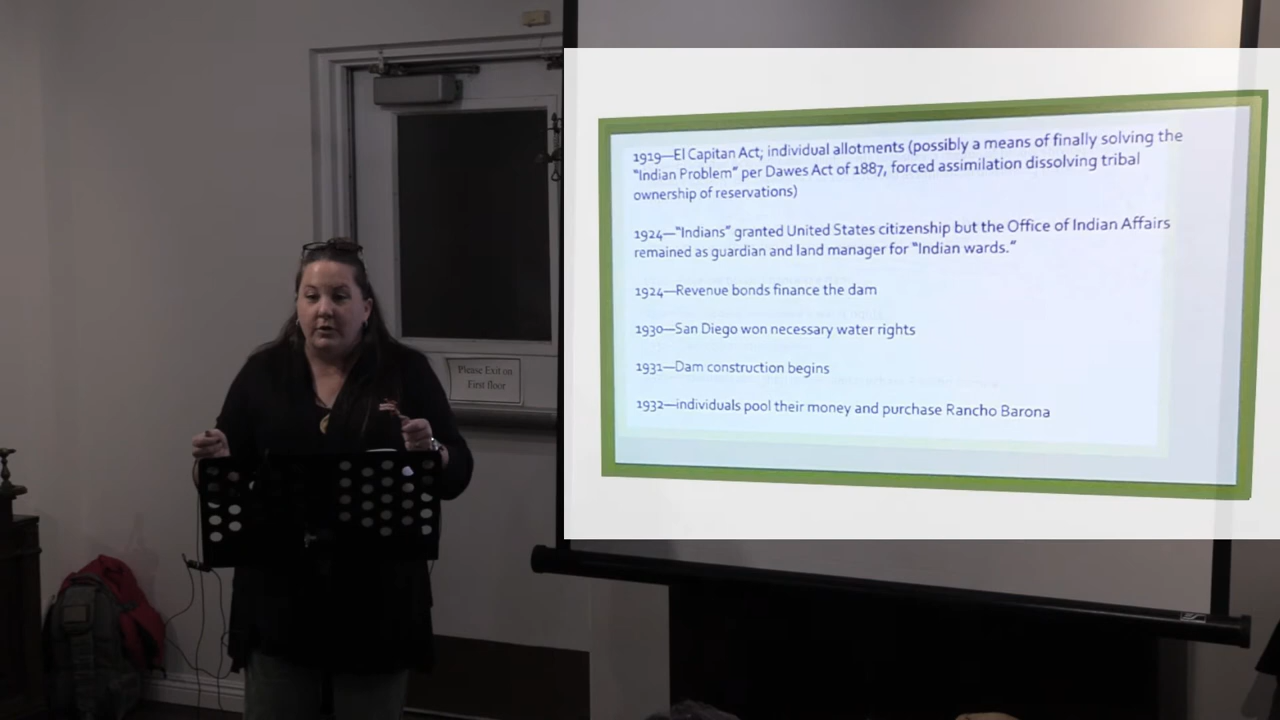 1919—El Capitan Act; individual allotments (possibly a means of finally solving the
"Indian Problem" per Dawes Act of 1887, forced assimilation dissolving tribal
ownership of reservations)
1924—"Indians" granted United States citizenship but the Office of Indian Affairs
remained as guardian and land manager for "Indian wards."
1924—Revenue bonds finance the dam
1930—San Diego won necessary water rights
1931—Dam construction begins
1932—individuals pool their money and purchase Rancho Barona
Please Exit on
First floor